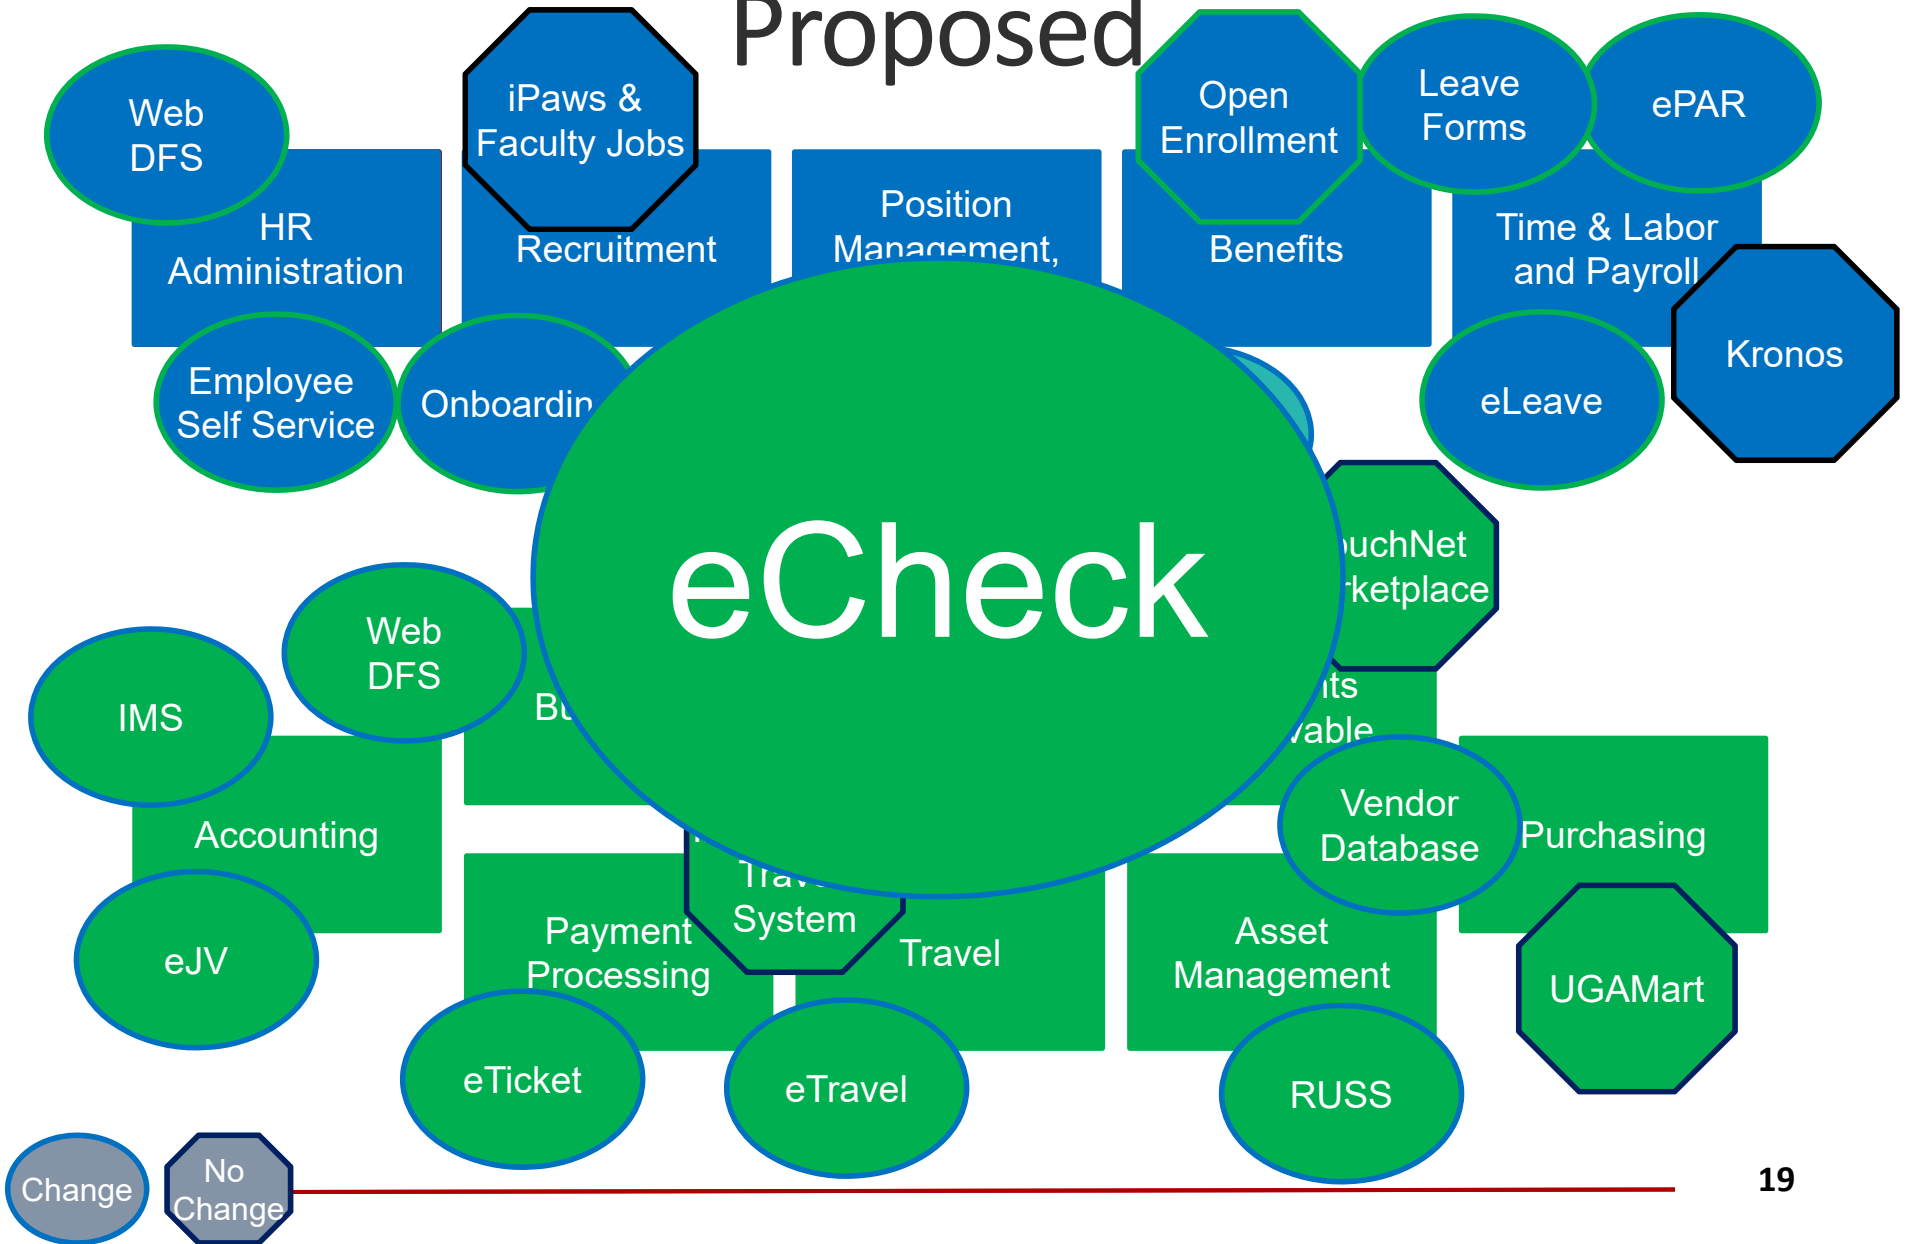 Proposed
Web
DFS
iPaws &
Faculty Jobs
Open
Enrollment
Leave
Forms
ePAR
HR
Administration
Recruitment
Position
Management,
Benefits
Time & Labor
and Payroll
Kronos
Employee
Self Service
Onboardin
eLeave
eCheck
ouchNet
rketplace
Web
DFS
IMS
Bu
nts
vable
Vendor
Database
Accounting
Purchasing
Trav
System
Payment
Processing
Travel
Asset
Management
eJV
UGAMart
eTicket
eTravel
RUSS
Change
No
Change
19